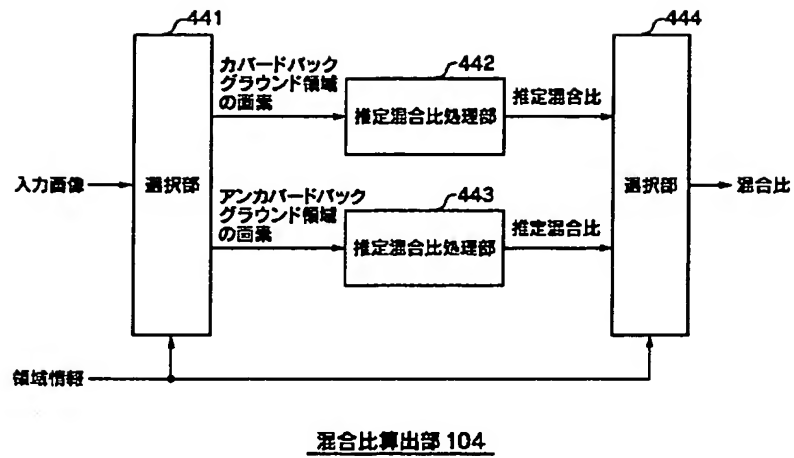 441
444
カバードバック
グラウンド領域
の画素
442
推定混合比処理部
推定混合比
入力画像
選択部
アンカバードバック
グラウンド領域
の画素
443
推定混合比処理部
推定混合比
選択部
混合比
領域情報
混合比算出部 104